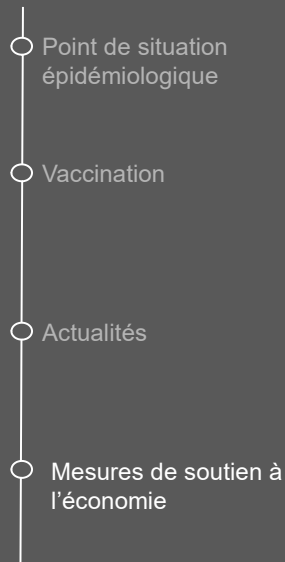 Point de situation
épidémiologique
Vaccination
Actualités
Mesures de soutien à
l’économie